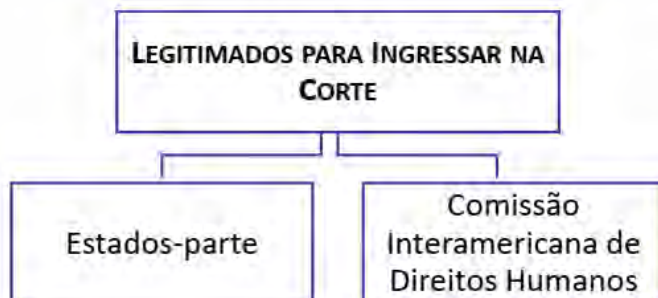 LEGITIMADOS PARA INGRESSAR NA
CORTE
Estados-parte
Comissão
Interamericana de
Direitos Humanos